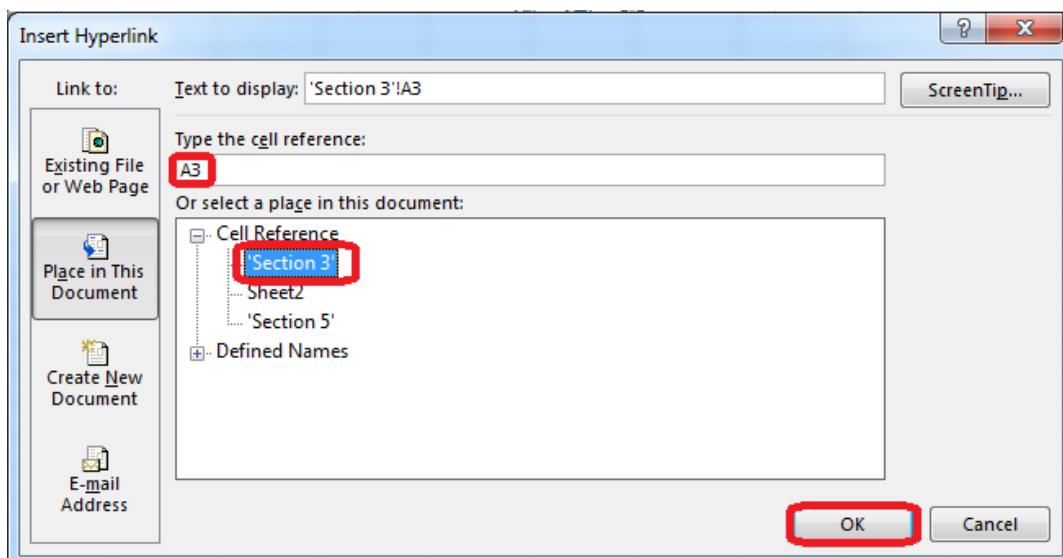 Insert Hyperlink
Link to:
Text to display: 'Section 3'!A3
ScreenTip...
Existing File
or Web Page
Type the cell reference:
A3
Or select a place in this document:
Place in This
Document
Cell Reference
'Section 3'
Sheet2
'Section 5'
Defined Names
Create New
Document
E-mail
Address
OK
Cancel